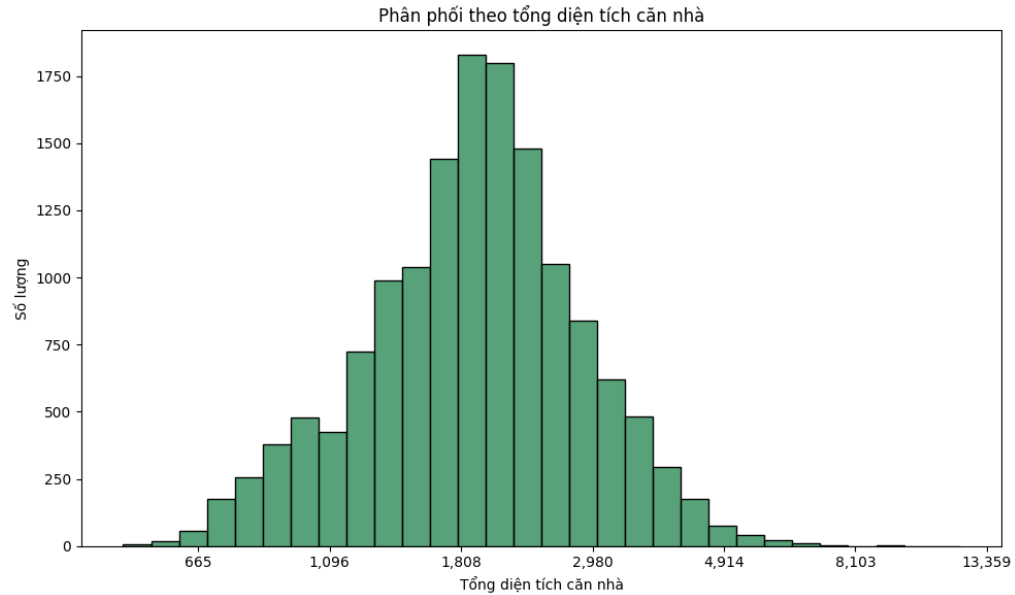 Phân phối theo tổng diện tích căn nhà
Số lượng
1750
1500
1250
1000
750
500
250
0
665 1,096 1,808 2,980 4,914 8,103 13,359
Tổng diện tích căn nhà